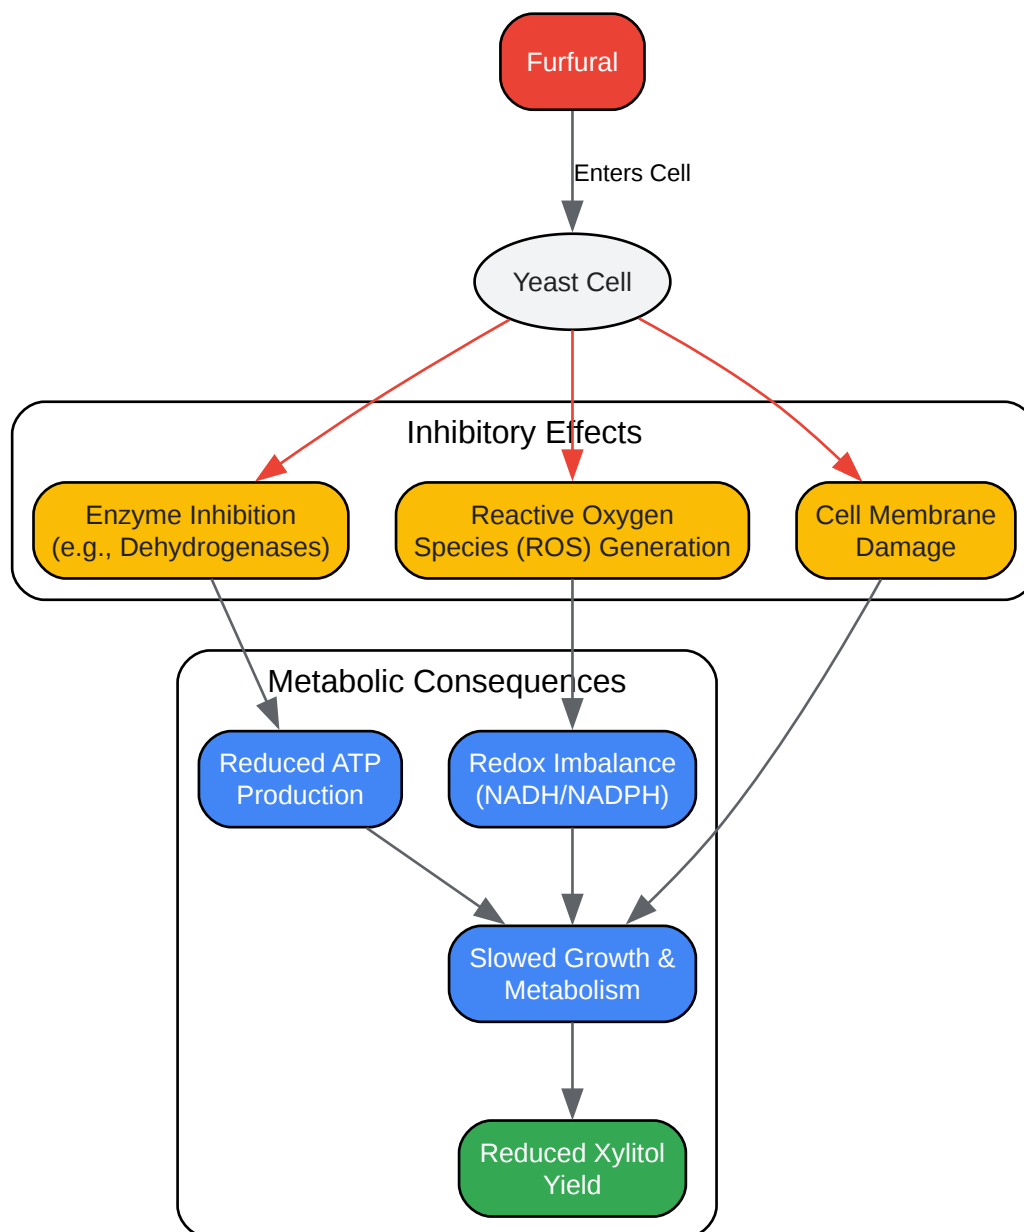 Furfural
Enters Cell
Yeast Cell
Inhibitory Effects
Enzyme Inhibition
(e.g., Dehydrogenases)
Reactive Oxygen
Species (ROS) Generation
Cell Membrane
Damage
Metabolic Consequences
Reduced ATP
Production
Redox Imbalance
(NADH/NADPH)
Slowed Growth &
Metabolism
Reduced Xylitol
Yield